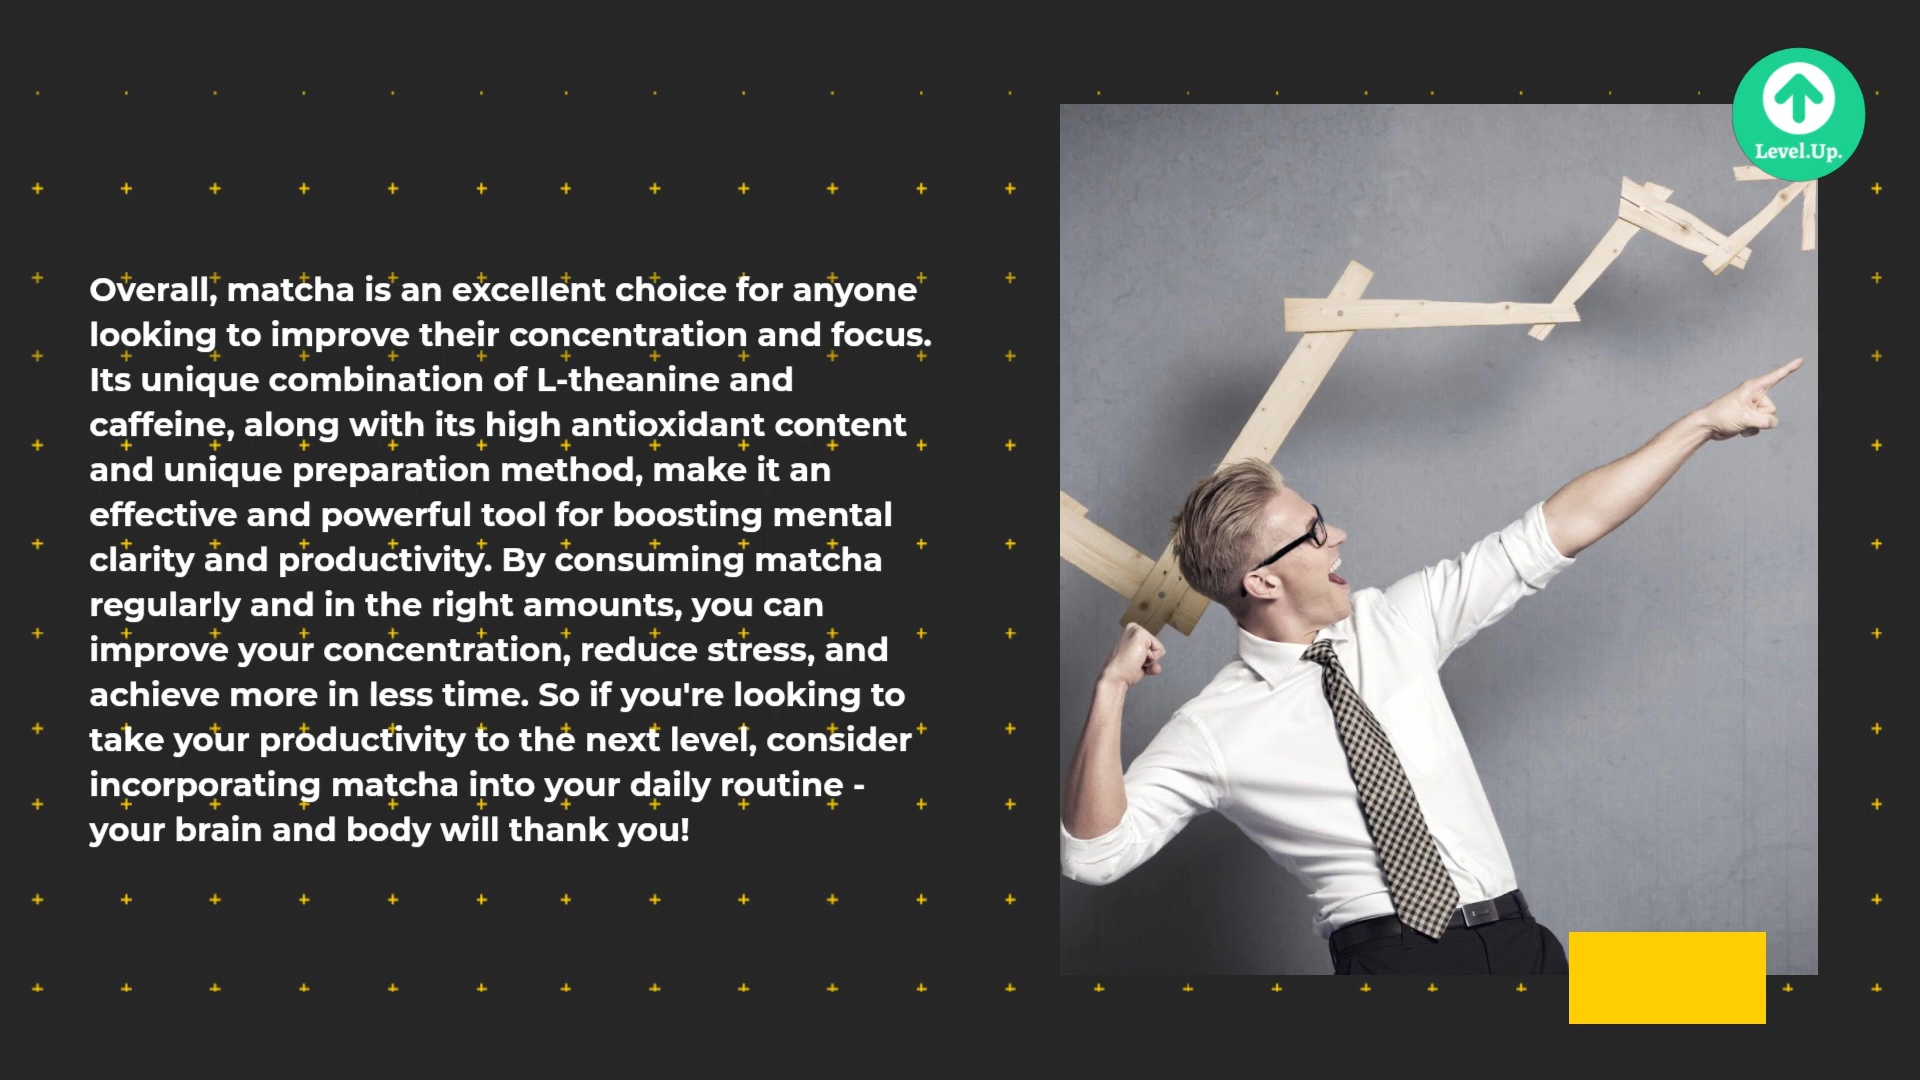 Level.Up.
Overall, matcha is an excellent choice for anyone
looking to improve their concentration and focus.
Its unique combination of L-theanine and
caffeine, along with its high antioxidant content
and unique preparation method, make it an
effective and powerful tool for boosting mental
clarity and productivity. By consuming matcha
regularly and in the right amounts, you can
improve your concentration, reduce stress, and
achieve more in less time. So if you're looking to
take your productivity to the next level, consider
incorporating matcha into your daily routine -
your brain and body will thank you!